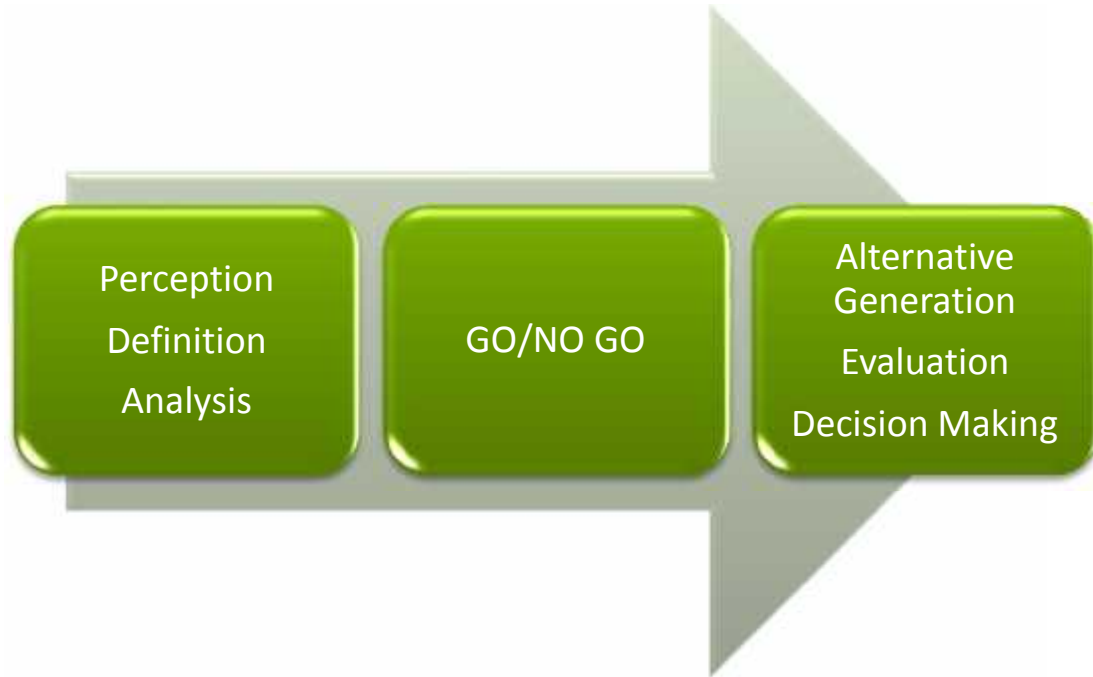 Perception
Definition
Analysis
GO/NO GO
Alternative
Generation
Evaluation
Decision Making